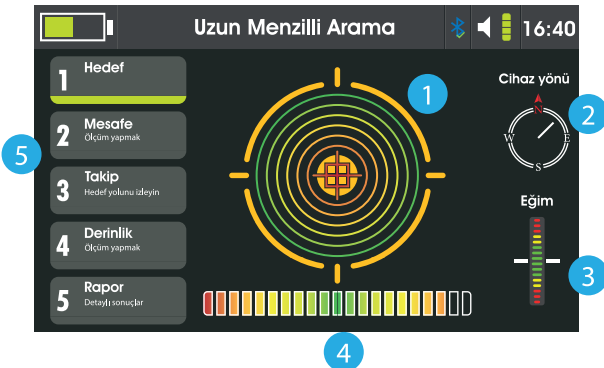 Uzun Menzilli Arama
16:40
1 Hedef
2 Mesafe
Ölçüm yapmak
3 Takip
Hedef yolunu izleyin
4 Derinlik
Ölçüm yapmak
5 Rapor
Detaylı sonuçlar
5
1
Cihaz yönü
N
W
E
S
2
Eğim
3
4